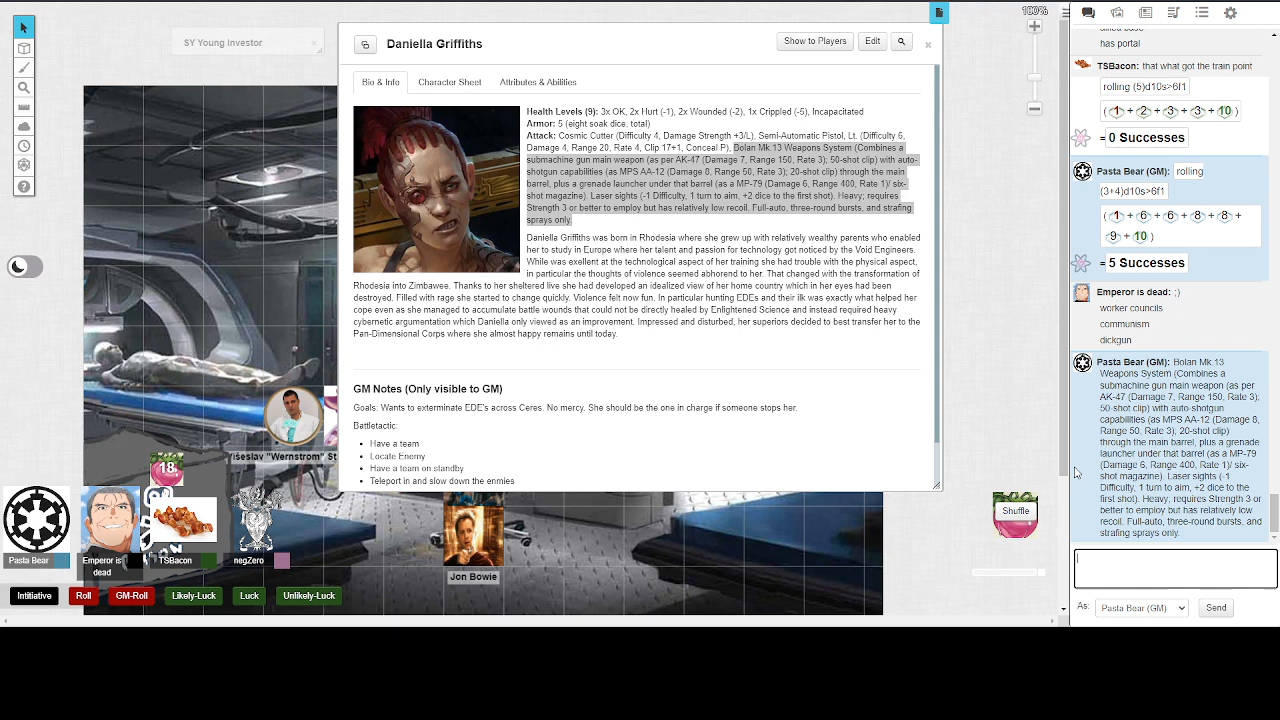 SY Young Investor
×
Daniella Griffiths
Show to Players
Edit
×
Bio & Info
Character Sheet
Attributes & Abilities
Health Levels (9): 3x OK, 2x Hurt (-1), 2x Wounded (-2), 1x Crippled (-5), Incapacitated
Armor: 5 (eight soak dice, total)
Attack: Cosmic Cutter (Difficulty 4, Damage Strength +3/L). Semi-Automatic Pistol, Lt. (Difficulty 6,
Damage 4, Range 20, Rate 4, Clip 17+1, Conceal P), Bolan Mk.13 Weapons System (Combines a
submachine gun main weapon (as per AK-47 (Damage 7, Range 150, Rate 3); 50-shot clip) with auto-
shotgun capabilities (as MPS AA-12 (Damage 8, Range 50, Rate 3); 20-shot clip) through the main
barrel, plus a grenade launcher under that barrel (as a MP-79 (Damage 6, Range 400, Rate 1)/ six-
shot magazine). Laser sights (-1 Difficulty, 1 turn to aim, +2 dice to the first shot). Heavy; requires
Strength 3 or better to employ but has relatively low recoil. Full-auto, three-round bursts, and strafing
sprays only.
Daniella Griffiths was born in Rhodesia where she grew up with relatively wealthy parents who enabled
her to study in Europe where her talent and passion for technology got noticed by the Void Engineers.
While was exellent at the technological aspect of her training she had trouble with the physical aspect,
in particular the thoughts of violence seemed abhorend to her. That changed with the transformation of
Rhodesia into Zimbawee. Thanks to her sheltered live she had developed an idealized view of her home country which in her eyes had been
destroyed. Filled with rage she started to change quickly. Violence felt now fun. In particular hunting EDEs and their ilk was exactly what helped her
cope even as she managed to accumulate battle wounds that could not be directly healed by Enlightened Science and instead required heavy
cybernetic argumentation which Daniella only viewed as an improvement. Impressed and disturbed, her superiors decided to best transfer her to the
Pan-Dimensional Corps where she almost happy remains until today.
GM Notes (Only visible to GM)
Goals: Wants to exterminate EDE's across Ceres. No mercy. She should be the one in charge if someone stops her.
Battletactic:
• Have a team
• Locate Enemy
• Have a team on standby
• Teleport in and slow down the enmies
"Wernstrom" St
18
Jon Bowie
Shuffle
Pasta Bear
Emperor is
dead
TSBacon
negZero
Intitiative
Roll
GM-Roll
Likely-Luck
Luck
Unlikely-Luck
100%
has portal
TSBacon: that what got the train point
rolling (5)d10s>6f1
( 1 + 2 + 3 + 3 + 10 )
= 0 Successes
Pasta Bear (GM): rolling
(3+4)d10s>6f1
( 1 + 6 + 6 + 8 + 8 +
9 + 10 )
= 5 Successes
Emperor is dead: ;)
worker councils
communism
dickgun
Pasta Bear (GM): Bolan Mk.13
Weapons System (Combines a
submachine gun main weapon (as per
AK-47 (Damage 7, Range 150, Rate 3);
50-shot clip) with auto-shotgun
capabilities (as MPS AA-12 (Damage 8,
Range 50, Rate 3); 20-shot clip)
through the main barrel, plus a grenade
launcher under that barrel (as a MP-79
(Damage 6, Range 400, Rate 1)/ six-
shot magazine). Laser sights (-1
Difficulty, 1 turn to aim, +2 dice to the
first shot). Heavy; requires Strength 3 or
better to employ but has relatively low
recoil. Full-auto, three-round bursts, and
strafing sprays only.
As:
Pasta Bear (GM)
Send